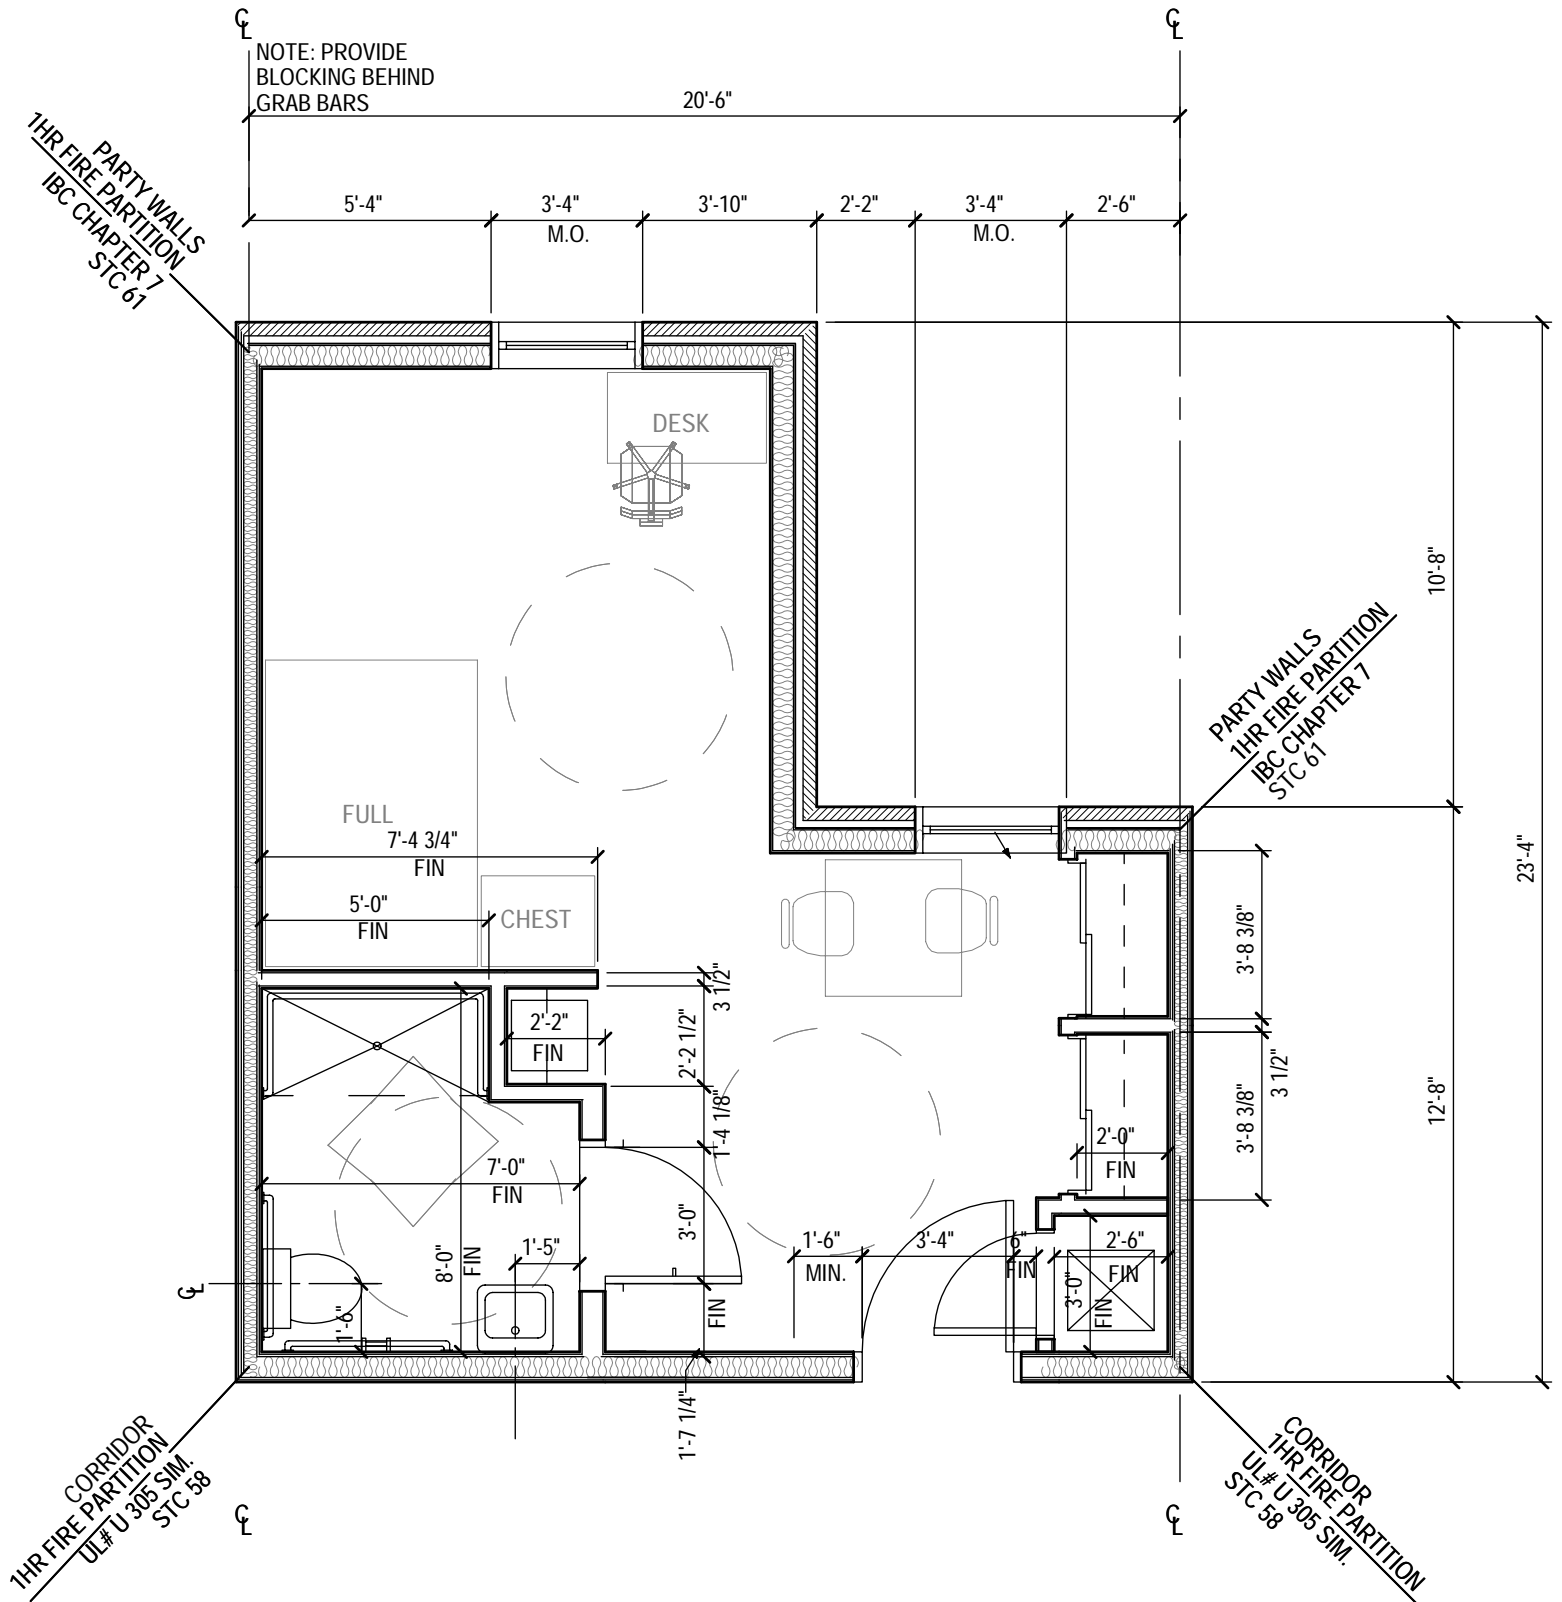 ℄
℄
NOTE: PROVIDE
BLOCKING BEHIND
GRAB BARS
20'-6"
PARTY WALLS
1HR FIRE PARTITION
IBC CHAPTER 7
STC 61
5'-4"
3'-4"
M.O.
3'-10"
2'-2"
3'-4"
M.O.
2'-6"
DESK
10'-8"
23'-4"
PARTY WALLS
1HR FIRE PARTITION
IBC CHAPTER 7
STC 61
FULL
7'-4 3/4"
FIN
5'-0"
FIN
CHEST
3'-8 3/8"
3 1/2"
2'-2"
FIN
2'-2 1/2"
3 1/2"
1'-4 1/8"
3'-8 3/8"
12'-8"
2'-0"
FIN
7'-0"
FIN
3'-0"
8'-0"
FIN
1'-5"
1'-6"
MIN.
3'-4"
6"
FIN
2'-6"
FIN
3'-0"
FIN
℄
1'-6"
FIN
1'-7 1/4"
CORRIDOR
1HR FIRE PARTITION
UL# U 305 SIM.
STC 58
℄
℄
CORRIDOR
1HR FIRE PARTITION
UL# U 305 SIM.
STC 58